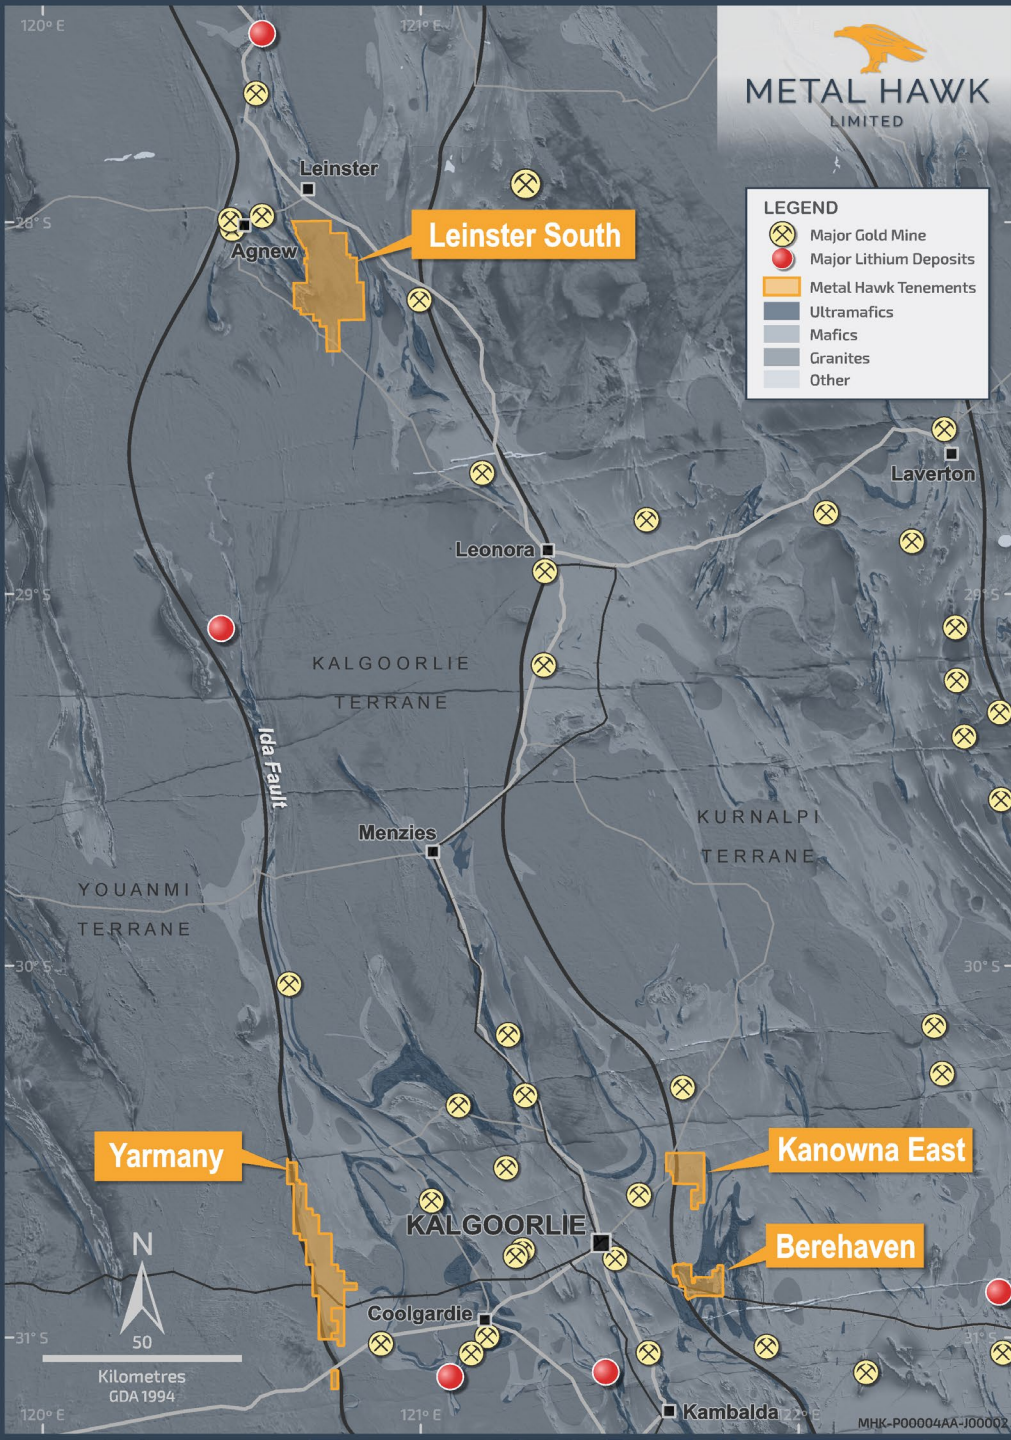 120° E
121° E
METAL HAWK
LIMITED
Leinster
28° S
Agnew
Leinster South
LEGEND
Major Gold Mine
Major Lithium Deposits
Metal Hawk Tenements
Ultramafics
Mafics
Granites
Other
Laverton
Leonora
29° S
29° S
KALGOORLIE
TERRANE
Ida Fault
Menzies
KURNALPI
TERRANE
YOUANMI
TERRANE
30° S
30° S
Yarmany
Kanowna East
KALGOORLIE
Berehaven
N
50
Kilometres
GDA 1994
Coolgardie
31° S
31° S
Kambalda
120° E
121° E
122° E
MHK-P00004AA-J00002